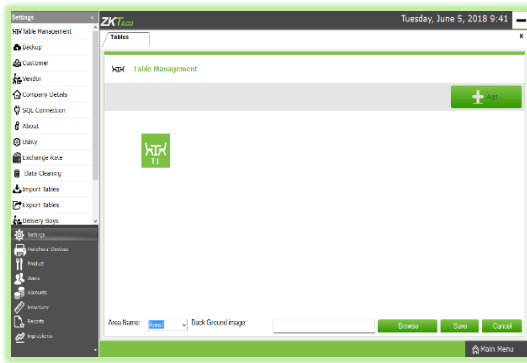 Settings
ZKTeco
Tuesday, June 5, 2018 9:41
Table Management
Tables
x
Backup
Customer
Vendor
Table Management
Company Details
Add
SQL Connection
About
Utility
Exchange Rate
T1
Data Cleaning
Import Tables
Export Tables
Delivery Boys
Settings
Peripheral Devices
Product
Users
Accounts
Inventory
Reports
Ingredients
Area Name:
Area1
Back Ground image :
Browse
Save
Cancel
Main Menu